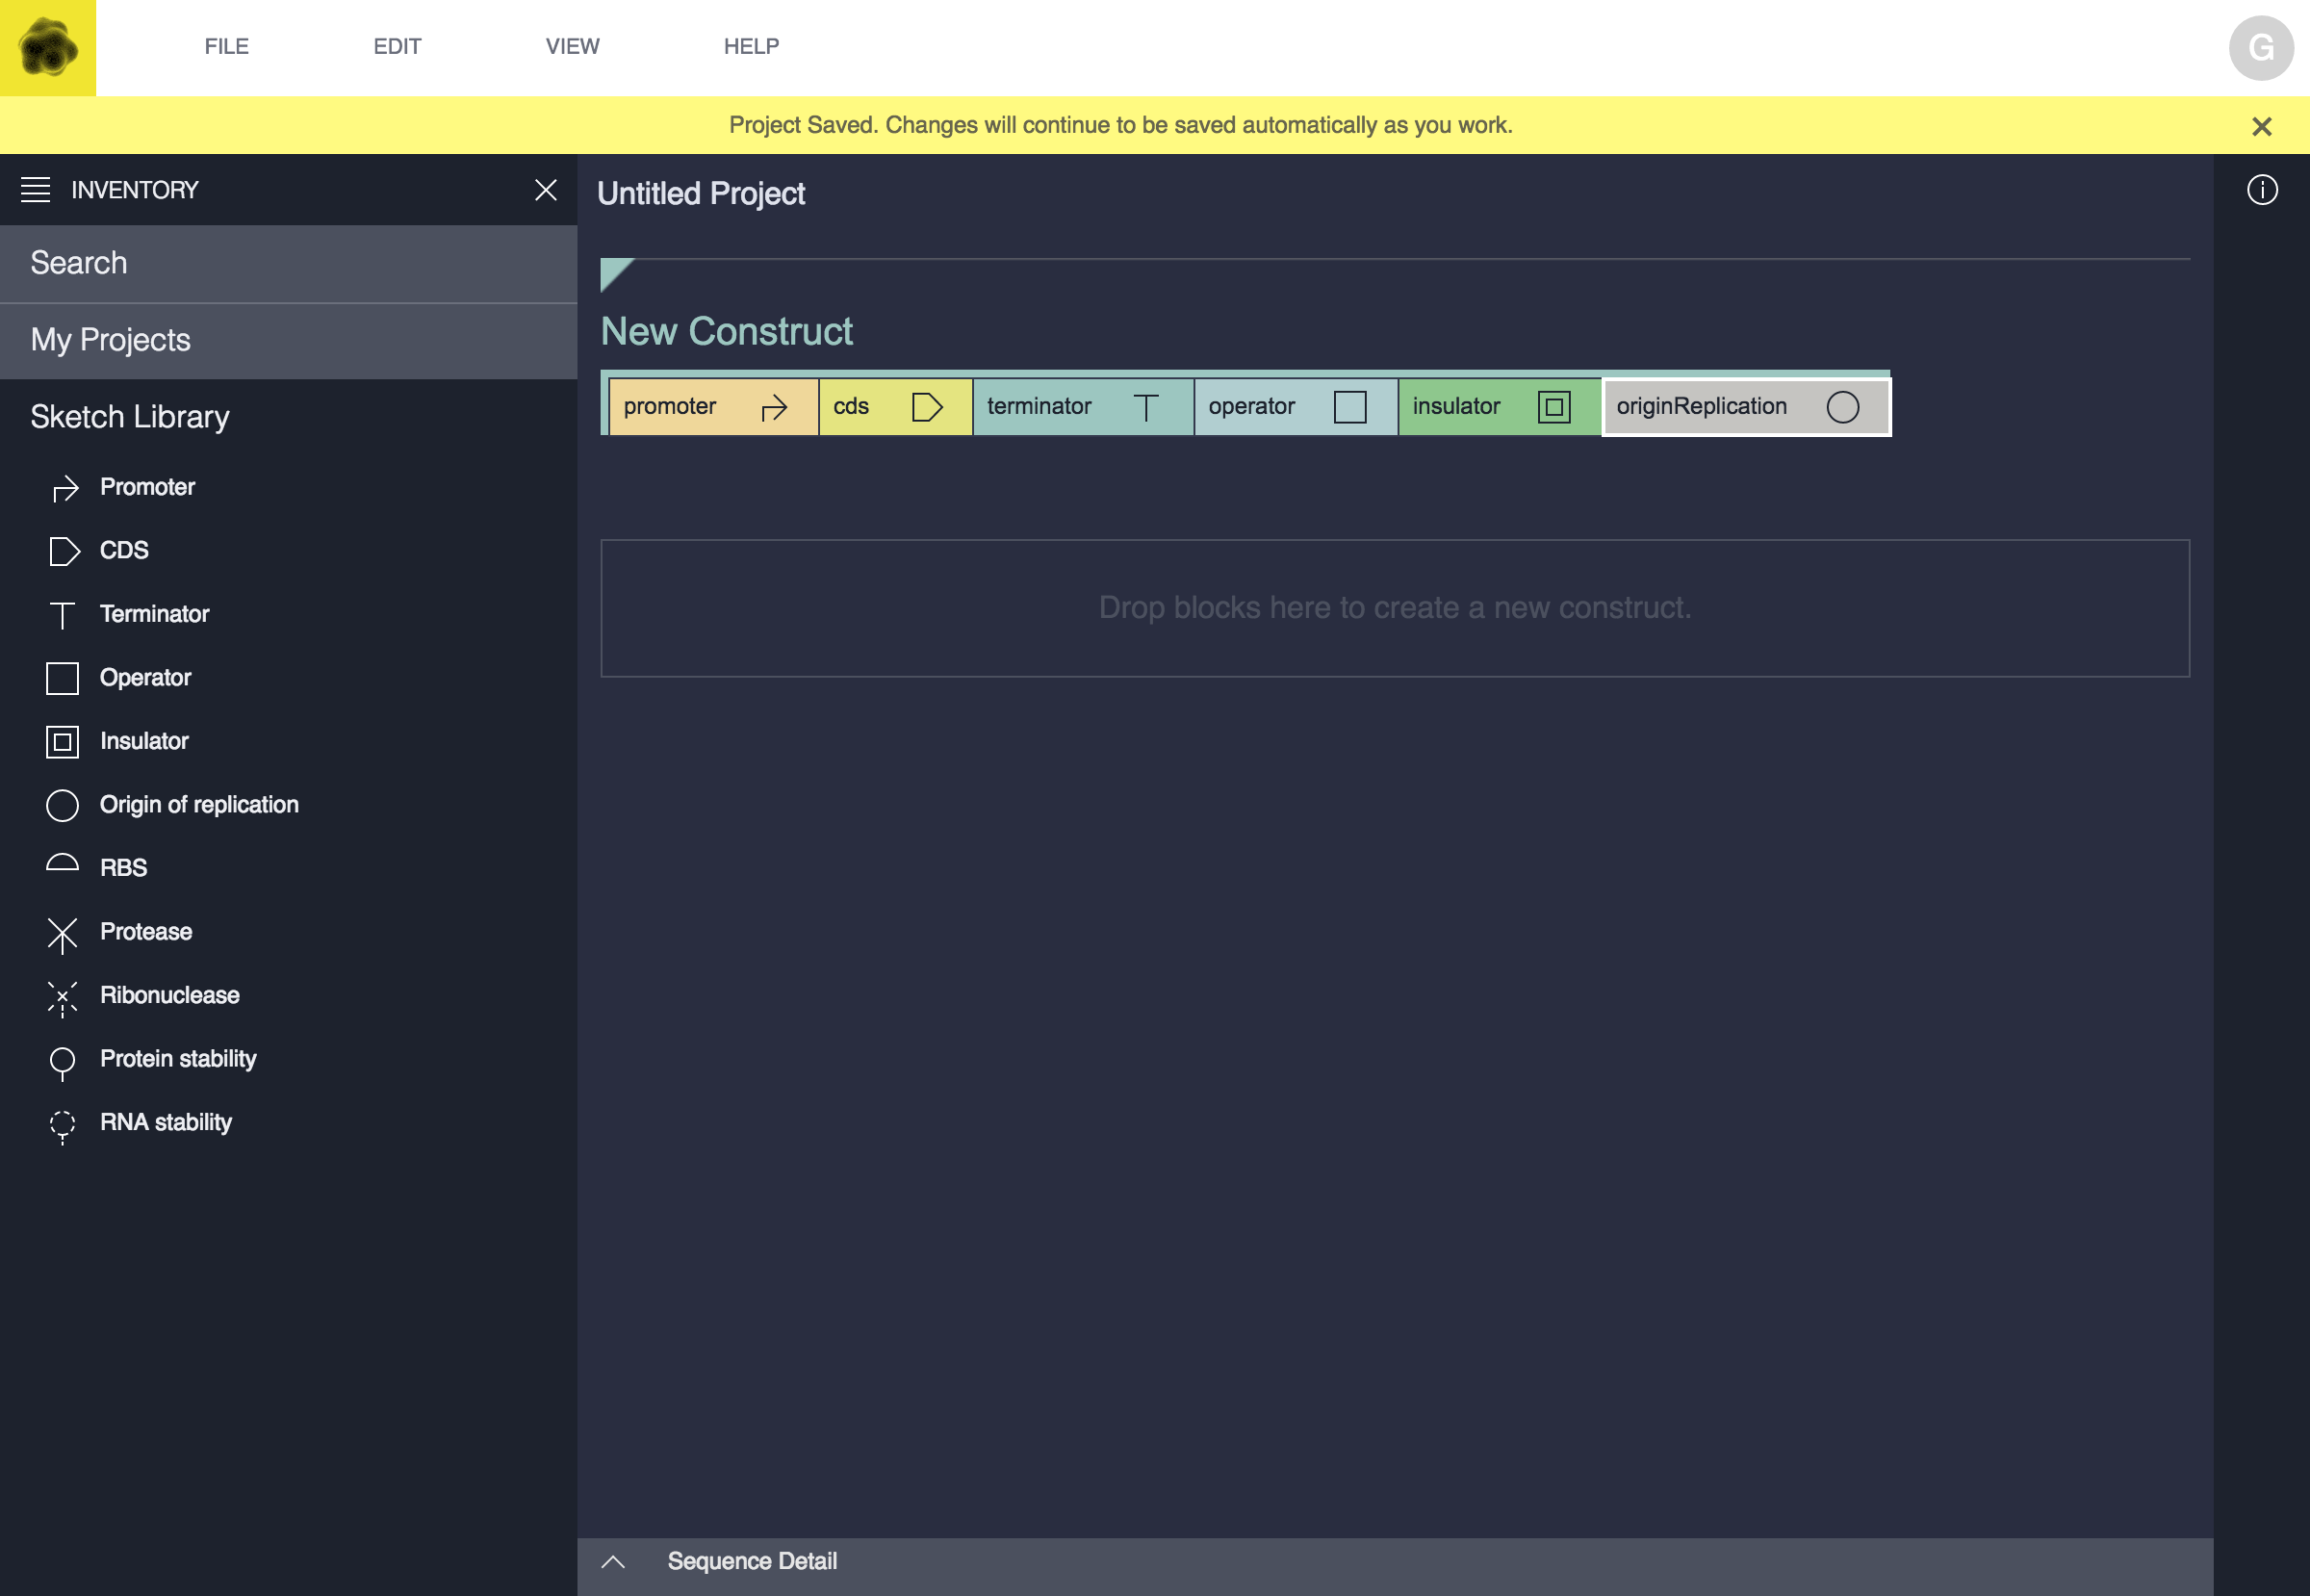 FILE EDIT VIEW HELP G
Project Saved. Changes will continue to be saved automatically as you work.
INVENTORY
Search
My Projects
Sketch Library
Promoter
CDS
Terminator
Operator
Insulator
Origin of replication
RBS
Protease
Ribonuclease
Protein stability
RNA stability
Untitled Project
New Construct
promoter cds terminator operator insulator originReplication
Drop blocks here to create a new construct.
Sequence Detail